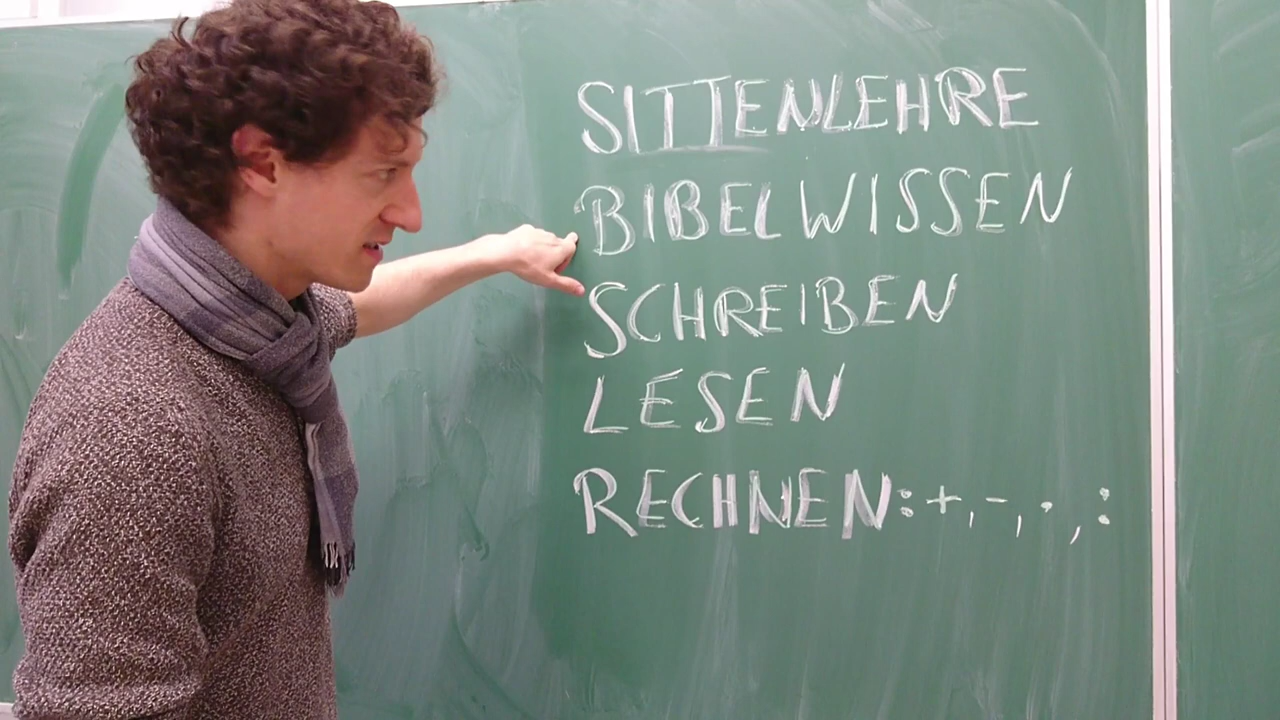 SITTENLEHRE
BIBELWISSEN
SCHREIBEN
LESEN
RECHNEN: +, -, ·, :